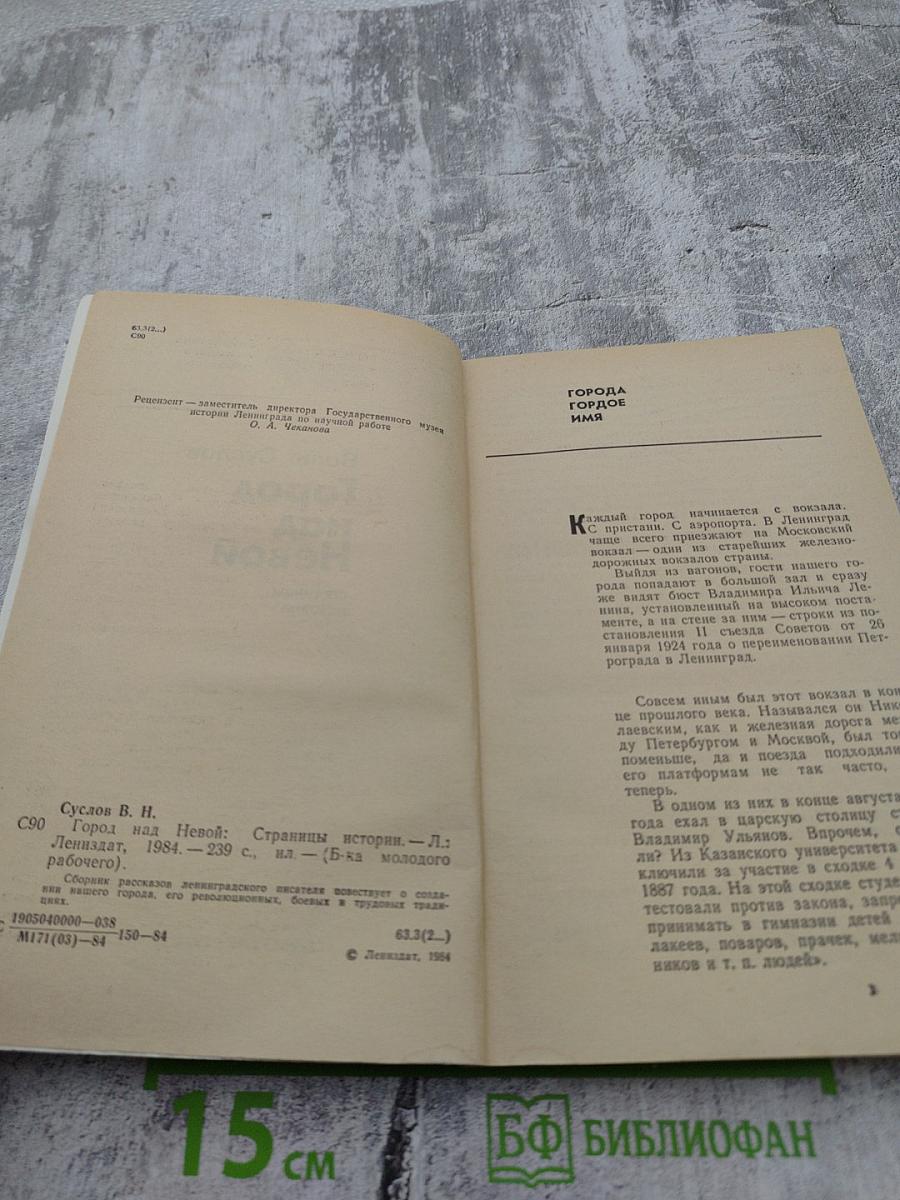 63.3(2...)
С90
Рецензент — заместитель директора Государственного музея
истории Ленинграда по научной работе
О. А. Чеканова
Суслов В. Н.
С90 Город над Невой: Страницы истории. — Л.:
Лениздат, 1984. — 239 с., ил. — (Б-ка молодого
рабочего).
Сборник рассказов ленинградского писателя повествует о созда-
нии нашего города, его революционных, боевых и трудовых тради-
циях.
С 1905040000—038
М171(03)—84
150—84
63.3(2...)
© Лениздат, 1984
ГОРОДА
ГОРДОЕ
ИМЯ
Каждый город начинается с вокзала.
С пристани. С аэропорта. В Ленинград
чаще всего приезжают на Московский
вокзал — один из старейших железно-
дорожных вокзалов страны.
Выйдя из вагонов, гости нашего го-
рода попадают в большой зал и сразу
же видят бюст Владимира Ильича Ле-
нина, установленный на высоком поста-
менте, а на стене за ним — строки из по-
становления II съезда Советов от 26
января 1924 года о переименовании Пет-
рограда в Ленинград.
Совсем иным был этот вокзал в кон
це прошлого века. Назывался он Нико
лаевским, как и железная дорога ме
ду Петербургом и Москвой, был то
поменьше, да и поезда подходили
его платформам не так часто,
теперь.
В одном из них в конце августа
года ехал в царскую столицу с
Владимир Ульянов. Впрочем,
ли? Из Казанского университета
ключили за участие в сходке 4
1887 года. На этой сходке студе
тестовали против закона, запре
принимать в гимназии детей
лакеев, поваров, прачек, мел
ников и т. п. людей».
3
15 см
БФ БИБЛИОФАН